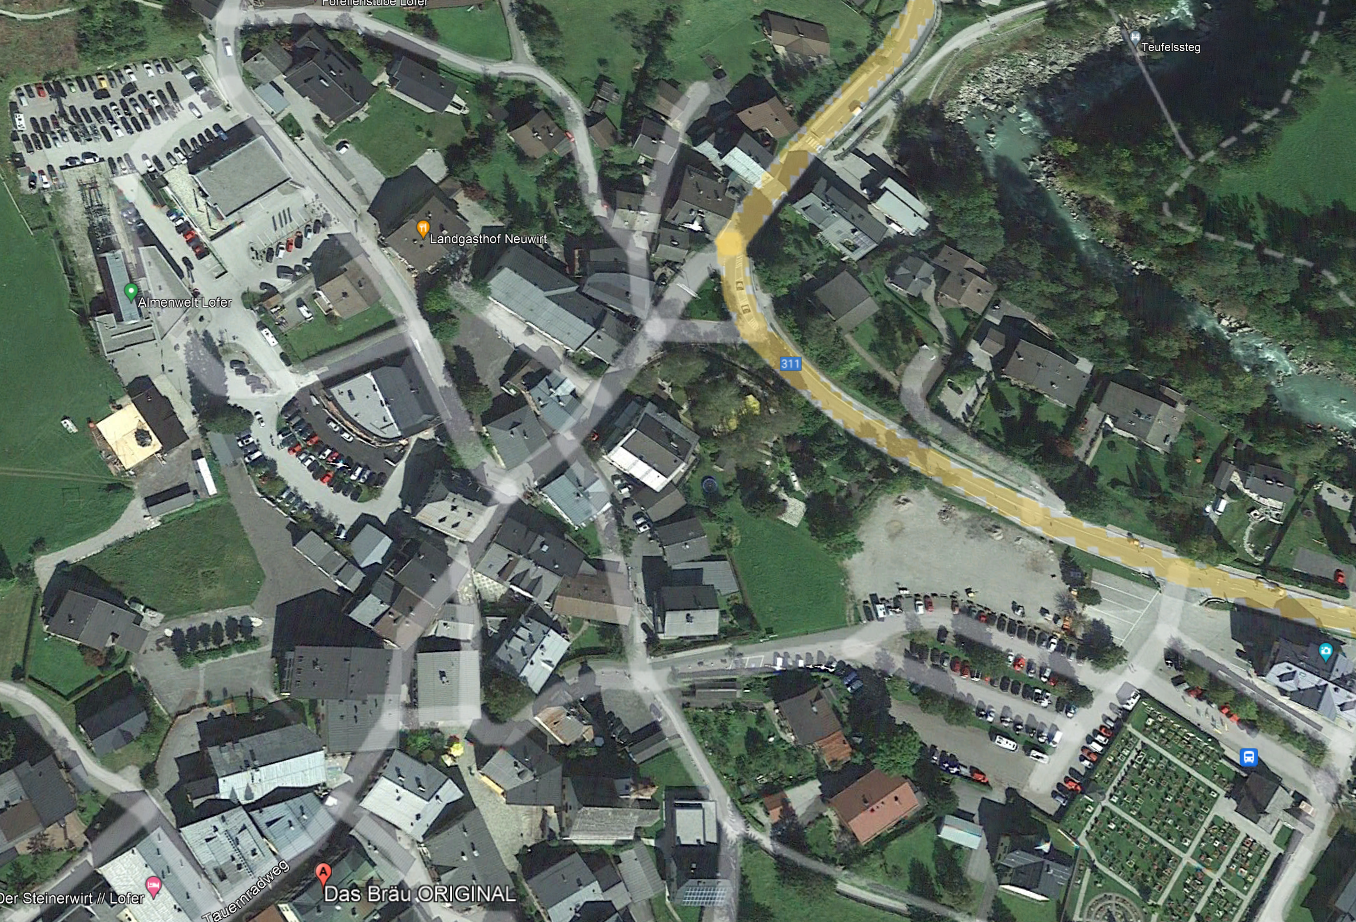 Forellenstube Lofer
Teufelssteg
Landgasthof Neuwirt
Almenwelt Lofer
311
A
Das Bräu ORIGINAL
Der Steinerwirt // Lofer
Tauernradweg